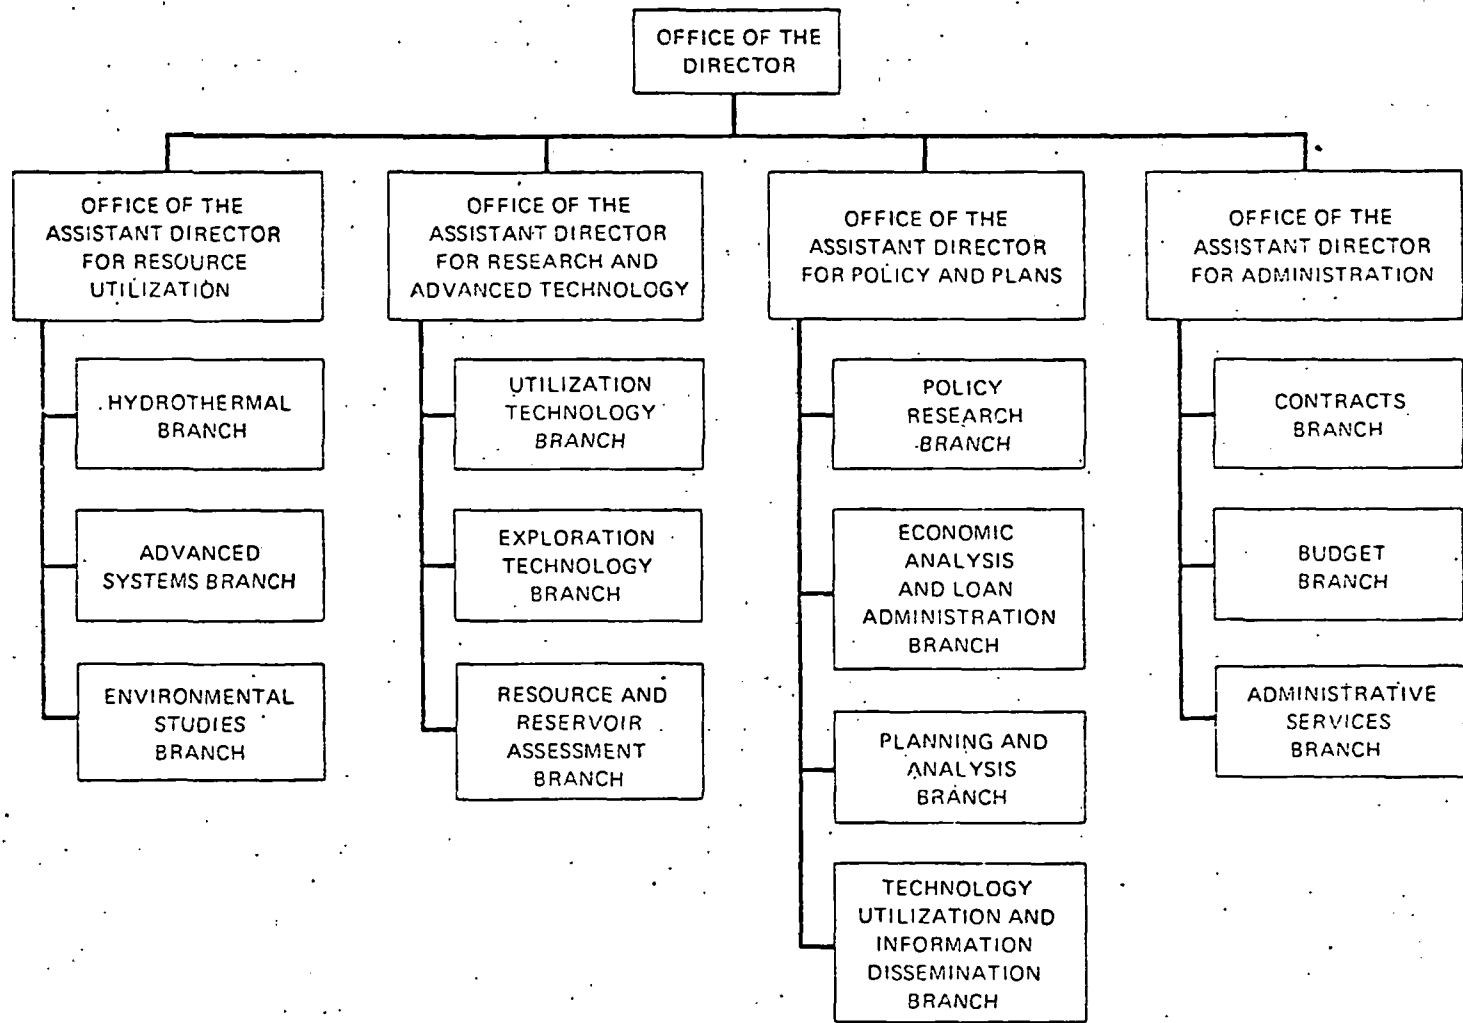 OFFICE OF THE
DIRECTOR
OFFICE OF THE
ASSISTANT DIRECTOR
FOR RESOURCE
UTILIZATION
HYDROTHERMAL
BRANCH
ADVANCED
SYSTEMS BRANCH
ENVIRONMENTAL
STUDIES
BRANCH
OFFICE OF THE
ASSISTANT DIRECTOR
FOR RESEARCH AND
ADVANCED TECHNOLOGY
UTILIZATION
TECHNOLOGY
BRANCH
EXPLORATION
TECHNOLOGY
BRANCH
RESOURCE AND
RESERVOIR
ASSESSMENT
BRANCH
OFFICE OF THE
ASSISTANT DIRECTOR
FOR POLICY AND PLANS
POLICY
RESEARCH
BRANCH
ECONOMIC
ANALYSIS
AND LOAN
ADMINISTRATION
BRANCH
PLANNING AND
ANALYSIS
BRANCH
TECHNOLOGY
UTILIZATION AND
INFORMATION
DISSEMINATION
BRANCH
OFFICE OF THE
ASSISTANT DIRECTOR
FOR ADMINISTRATION
CONTRACTS
BRANCH
BUDGET
BRANCH
ADMINISTRATIVE
SERVICES
BRANCH